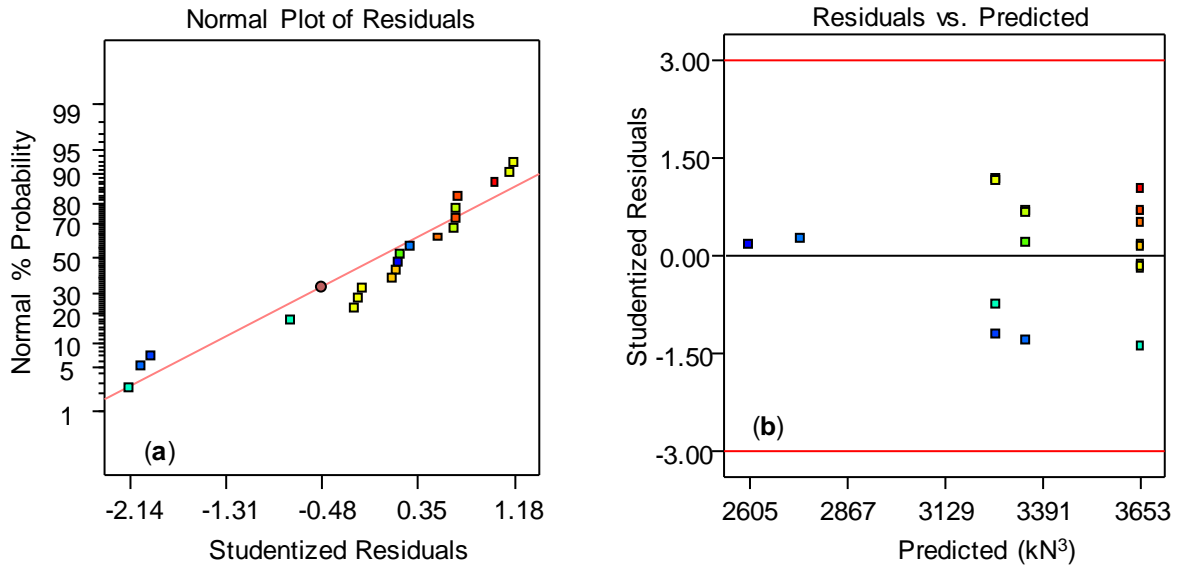 Normal Plot of Residuals
Normal % Probability
99
95
90
80
70
50
30
20
10
5
1
(a)
-2.14 -1.31 -0.48 0.35 1.18
Studentized Residuals
Residuals vs. Predicted
Studentized Residuals
3.00
1.50
0.00
-1.50
-3.00
(b)
2605 2867 3129 3391 3653
Predicted (kN³)